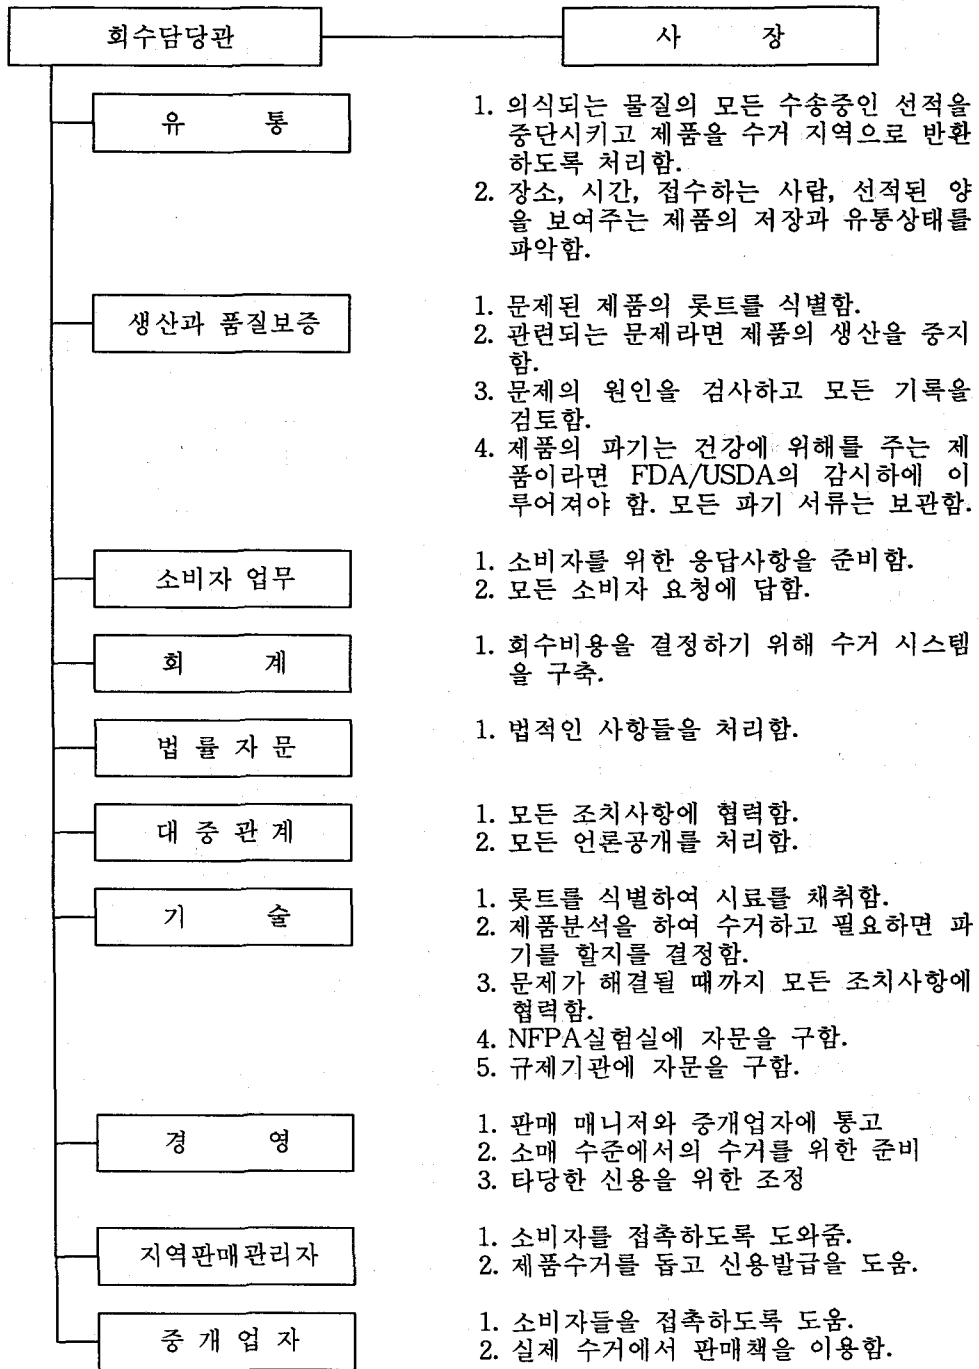 회수담당관
사 장
유 통
1. 의식되는 물질의 모든 수송중인 선적을
중단시키고 제품을 수거 지역으로 반환
하도록 처리함.
2. 장소, 시간, 접수하는 사람, 선적된 양
을 보여주는 제품의 저장과 유통상태를
파악함.
생산과 품질보증
1. 문제된 제품의 롯트를 식별함.
2. 관련되는 문제라면 제품의 생산을 중지
함.
3. 문제의 원인을 검사하고 모든 기록을
검토함.
4. 제품의 파기는 건강에 위해를 주는 제
품이라면 FDA/USDA의 감시하에 이
루어져야 함. 모든 파기 서류는 보관함.
소비자 업무
1. 소비자를 위한 응답사항을 준비함.
2. 모든 소비자 요청에 답함.
회 계
1. 회수비용을 결정하기 위해 수거 시스템
을 구축.
법 률 자 문
1. 법적인 사항들을 처리함.
대 중 관 계
1. 모든 조치사항에 협력함.
2. 모든 언론공개를 처리함.
기 술
1. 롯트를 식별하여 시료를 채취함.
2. 제품분석을 하여 수거하고 필요하면 파
기를 할지를 결정함.
3. 문제가 해결될 때까지 모든 조치사항에
협력함.
4. NFPA실험실에 자문을 구함.
5. 규제기관에 자문을 구함.
경 영
1. 판매 매니저와 중개업자에 통고
2. 소매 수준에서의 수거를 위한 준비
3. 타당한 신용을 위한 조정
지역판매관리자
1. 소비자를 접촉하도록 도와줌.
2. 제품수거를 돕고 신용발급을 도움.
중 개 업 자
1. 소비자들을 접촉하도록 도움.
2. 실제 수거에서 판매책을 이용함.